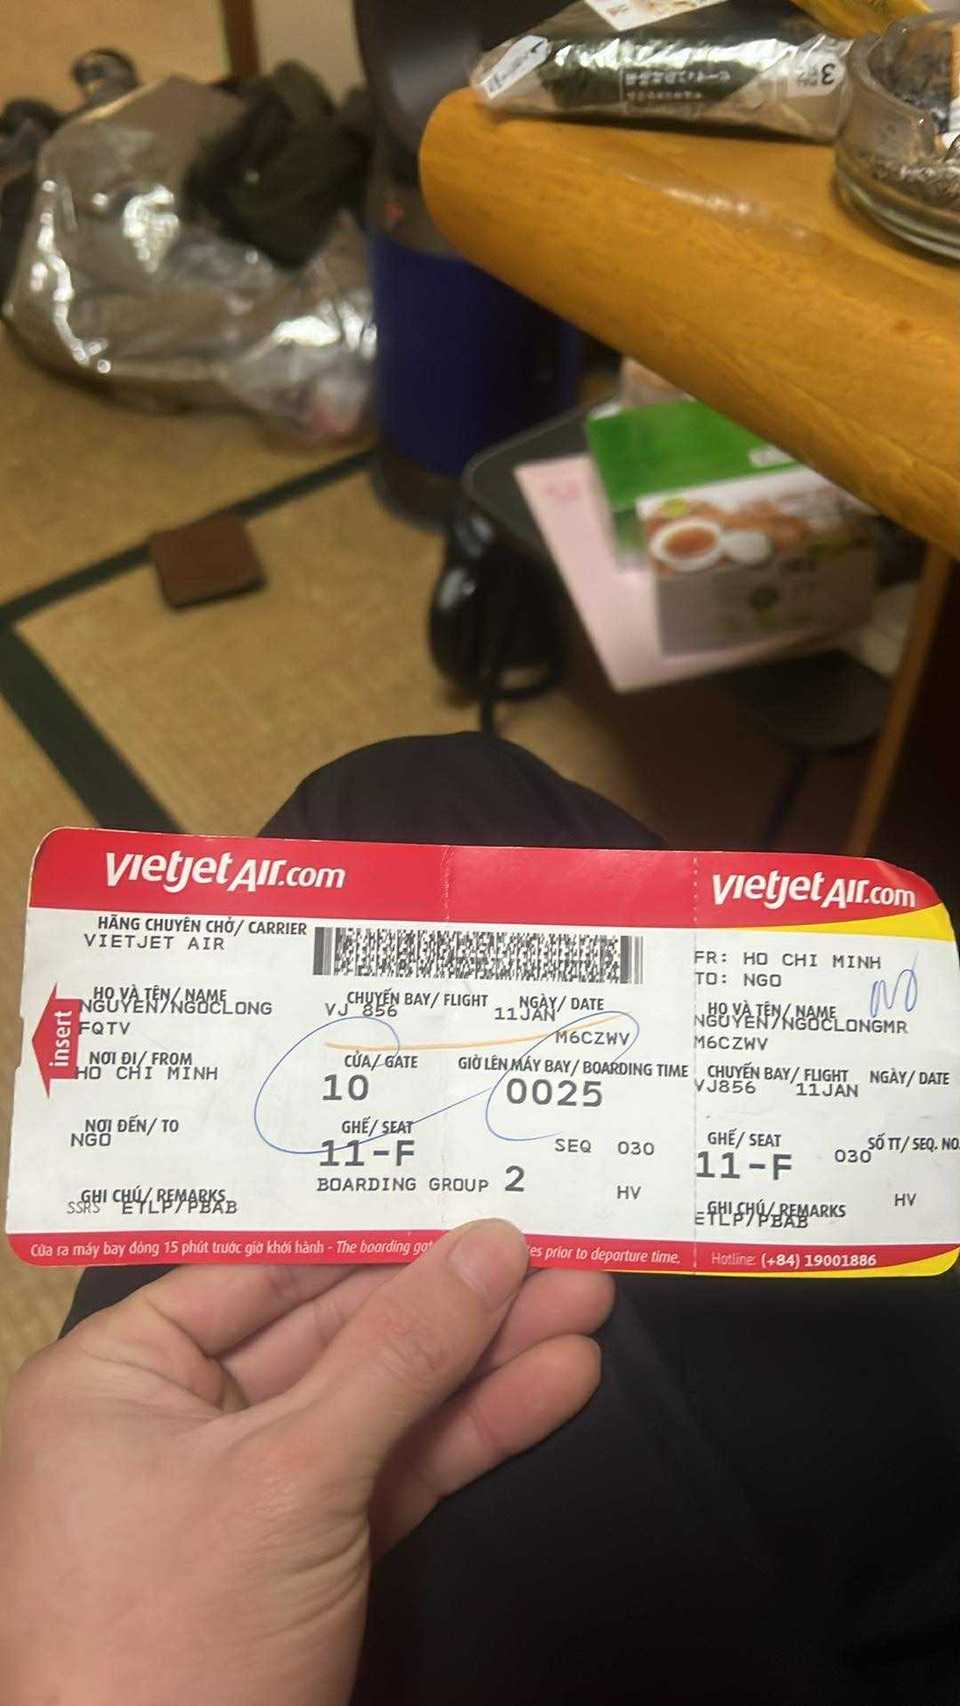 vietjetAir.com
HÃNG CHUYÊN CHỞ/ CARRIER
VIETJET AIR
HỌ VÀ TÊN/ NAME
NGUYEN/NGOCLONG
FQTV
NƠI ĐI/ FROM
HO CHI MINH
NƠI ĐẾN/ TO
NGO
GHI CHÚ/ REMARKS
SSRS ETLP/PBAB
insert
CHUYẾN BAY/ FLIGHT NGÀY/ DATE
VJ 856 11JAN
M6CZWV
CỬA/ GATE GIỜ LÊN MÁY BAY/ BOARDING TIME
10 0025
GHẾ/ SEAT
11-F SEQ 030
BOARDING GROUP 2 HV
Cửa ra máy bay đóng 15 phút trước giờ khởi hành - The boarding gat es prior to departure time.
vietjetAir.com
FR: HO CHI MINH
TO: NGO
HỌ VÀ TÊN/ NAME
NGUYEN/NGOCLONGMR
M6CZWV
CHUYẾN BAY/ FLIGHT NGÀY/ DATE
VJ856 11JAN
GHẾ/ SEAT SỐ TT/ SEQ. NO.
11-F 030
GHI CHÚ/ REMARKS HV
ETLP/PBAB
Hotline: (+84) 19001886